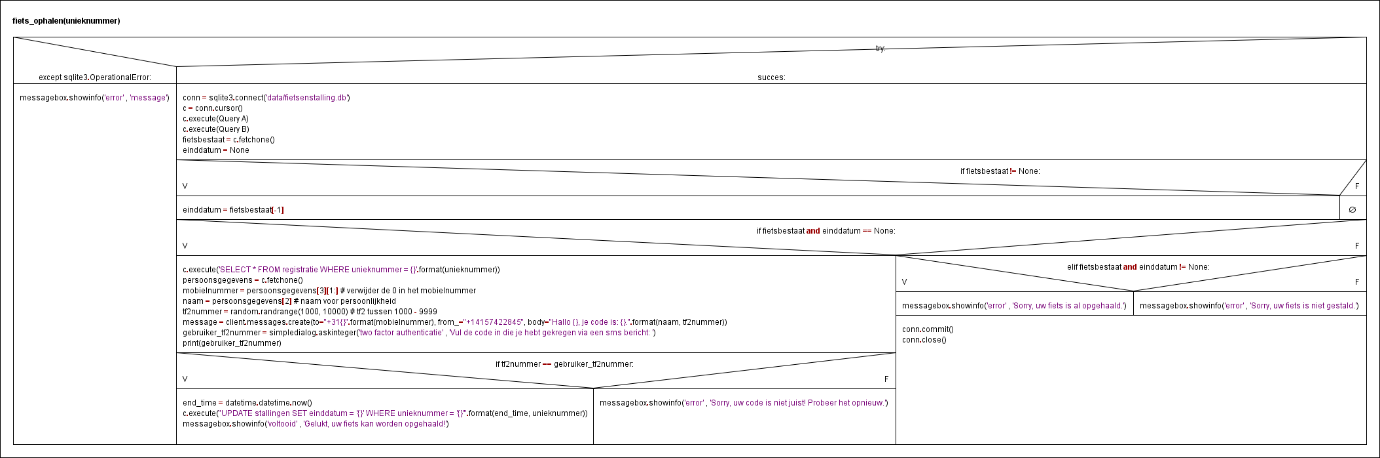 fiets_ophalen(unieknummer)
try:
except sqlite3.OperationalError:
succes:
messagebox.showinfo('error' , 'message')
conn = sqlite3.connect('data/fietsenstalling.db')
c = conn.cursor()
c.execute(Query A)
c.execute(Query B)
fietsbestaat = c.fetchone()
einddatum = None
if fietsbestaat != None:
V
F
einddatum = fietsbestaat[-1]
∅
if fietsbestaat and einddatum == None:
V
F
c.execute('SELECT * FROM registratie WHERE unieknummer = {}'.format(unieknummer))
persoonsgegevens = c.fetchone()
mobielnummer = persoonsgegevens[3][1:] # verwijder de 0 in het mobielnummer
naam = persoonsgegevens[2] # naam voor persoonlijkheid
tf2nummer = random.randrange(1000, 10000) # tf2 tussen 1000 - 9999
message = client.messages.create(to="+31{}".format(mobielnummer), from_="+14157422845", body="Hallo {}, je code is: {}.".format(naam, tf2nummer))
gebruiker_tf2nummer = simpledialog.askinteger('two factor authenticatie' , 'Vul de code in die je hebt gekregen via een sms bericht. ')
print(gebruiker_tf2nummer)
elif fietsbestaat and einddatum != None:
V
F
messagebox.showinfo('error' , 'Sorry, uw fiets is al opgehaald.')
messagebox.showinfo('error' , 'Sorry, uw fiets is niet gestald.')
conn.commit()
conn.close()
if tf2nummer == gebruiker_tf2nummer:
V
F
end_time = datetime.datetime.now()
c.execute("UPDATE stallingen SET einddatum = '{}' WHERE unieknummer = '{}'".format(end_time, unieknummer))
messagebox.showinfo('voltooid' , 'Gelukt, uw fiets kan worden opgehaald!')
messagebox.showinfo('error' , 'Sorry, uw code is niet juist! Probeer het opnieuw.')